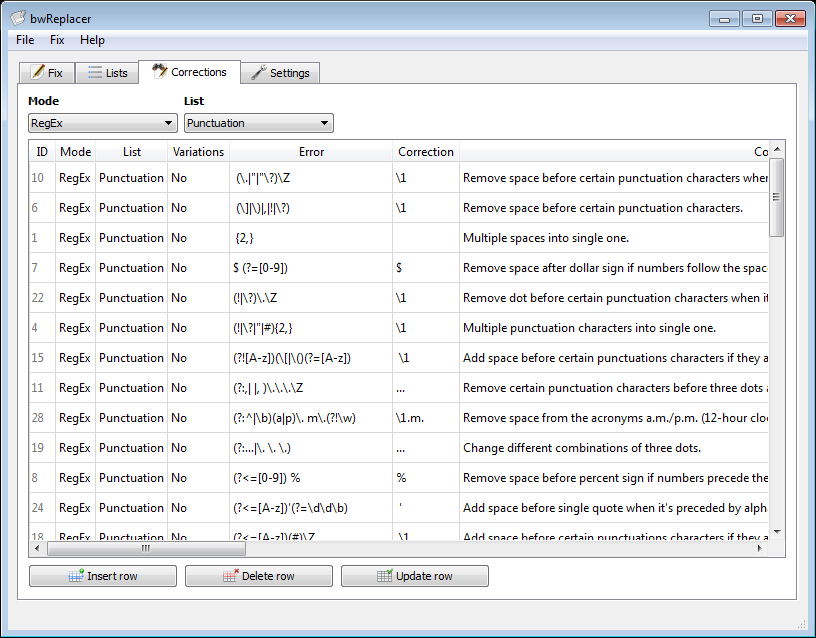 bwReplacer
File Fix Help
Fix Lists Corrections Settings
Mode List
RegEx Punctuation
ID Mode List Variations Error Correction Co
10 RegEx Punctuation No (\.|"|"\?)\Z \1 Remove space before certain punctuation characters wher
6 RegEx Punctuation No (\]|\)|,|!|\?) \1 Remove space before certain punctuation characters.
1 RegEx Punctuation No {2,} Multiple spaces into single one.
7 RegEx Punctuation No $ (?=[0-9]) $ Remove space after dollar sign if numbers follow the spac
22 RegEx Punctuation No (!|\?)\.\Z \1 Remove dot before certain punctuation characters when it
4 RegEx Punctuation No (!|\?|"|#){2,} \1 Multiple punctuation characters into single one.
15 RegEx Punctuation No (?![A-z])(\[|\()(?=[A-z]) \1 Add space before certain punctuations characters if they a
11 RegEx Punctuation No (?:,| |, )\.\.\.\Z ... Remove certain punctuation characters before three dots a
28 RegEx Punctuation No (?:^|\b)(a|p)\. m\.(?!\w) \1.m. Remove space from the acronyms a.m./p.m. (12-hour cloc
19 RegEx Punctuation No (?:…|\. \. \.) ... Change different combinations of three dots.
8 RegEx Punctuation No (?<=[0-9]) % % Remove space before percent sign if numbers precede the
24 RegEx Punctuation No (?<=[A-z])'(?=\d\d\b) ' Add space before single quote when it's preceded by alpha
18 RegEx Punctuation No (?<=[A-z])(#)\Z \1 Add space before certain punctuations characters if they a
Insert row Delete row Update row